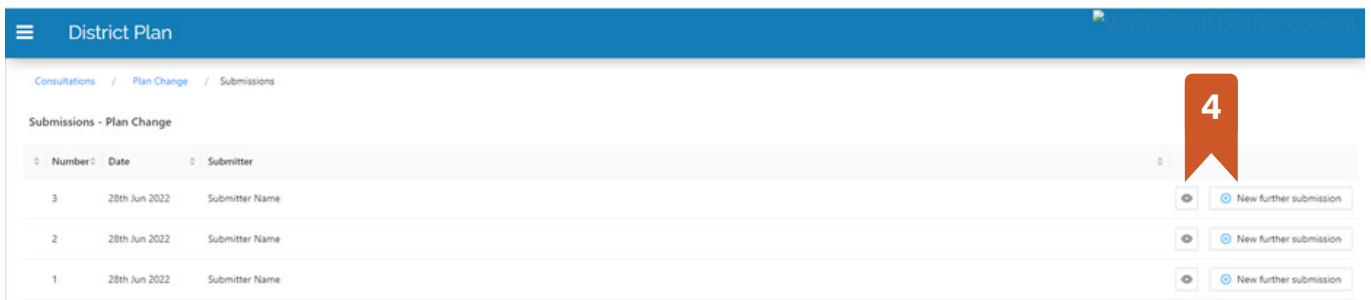 District Plan
Waimakariri District Council
Consultations / Plan Change / Submissions
4
Submissions - Plan Change
Number Date Submitter
3 28th Jun 2022 Submitter Name New further submission
2 28th Jun 2022 Submitter Name New further submission
1 28th Jun 2022 Submitter Name New further submission